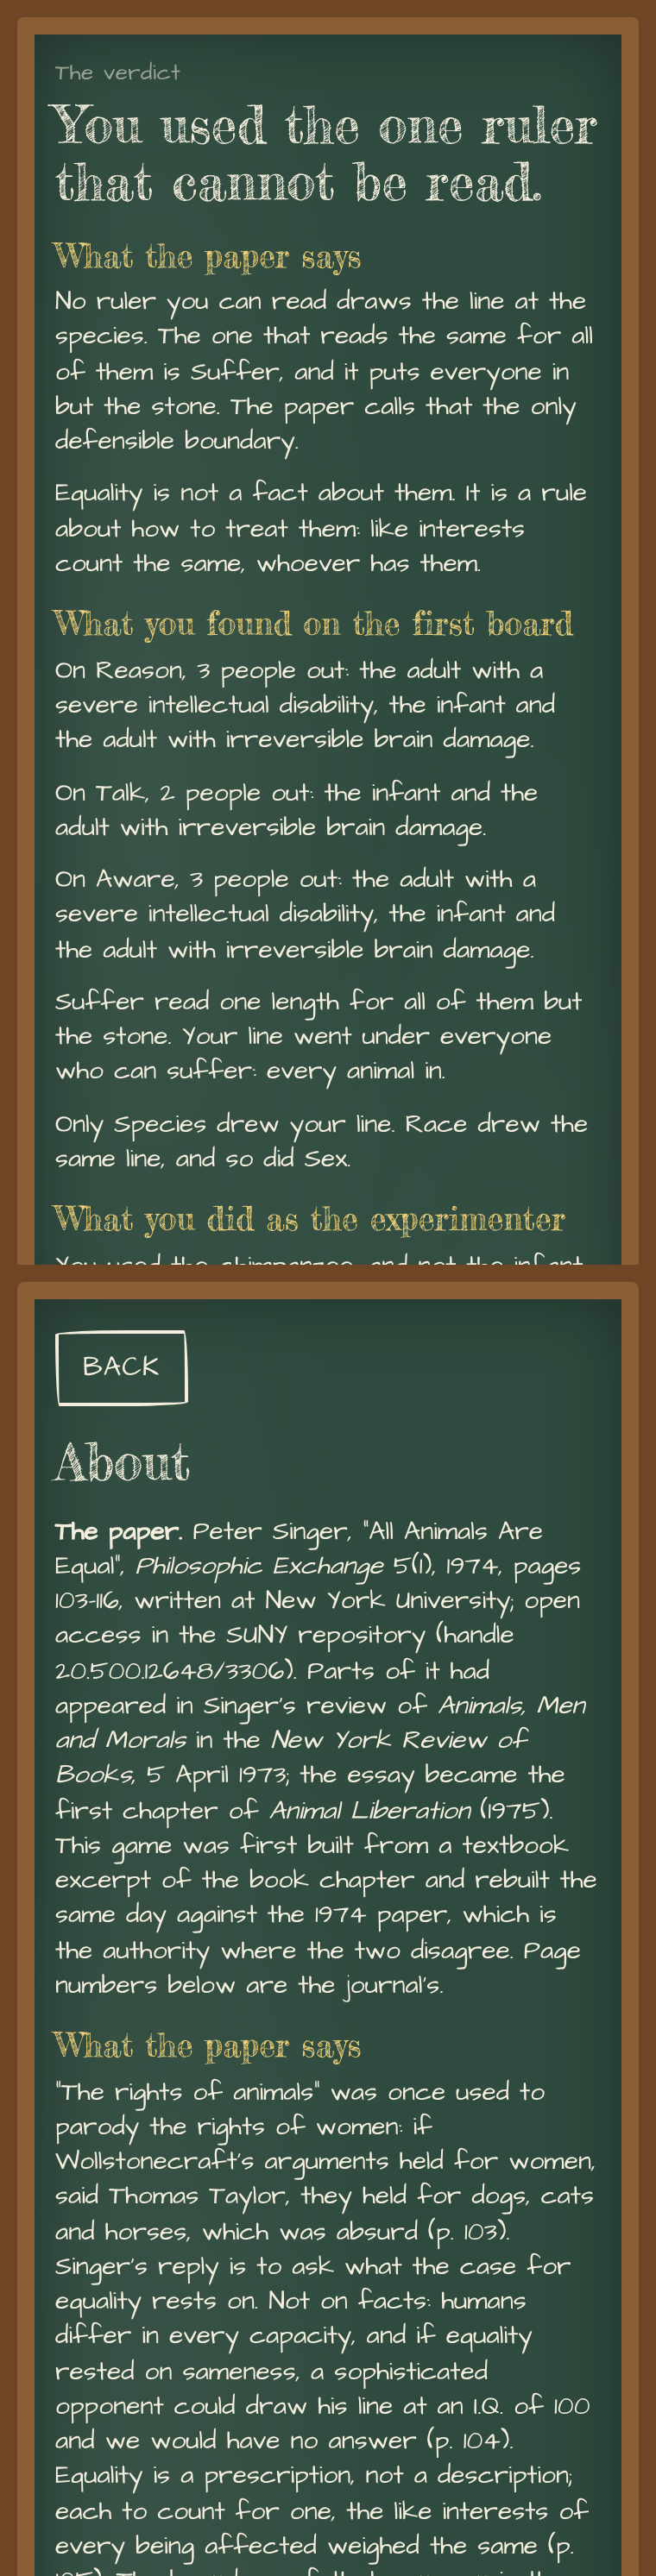 The verdict
You used the one ruler
that cannot be read.
What the paper says
No ruler you can read draws the line at the
species. The one that reads the same for all
of them is Suffer, and it puts everyone in
but the stone. The paper calls that the only
defensible boundary.
Equality is not a fact about them. It is a rule
about how to treat them: like interests
count the same, whoever has them.
What you found on the first board
On Reason, 3 people out: the adult with a
severe intellectual disability, the infant and
the adult with irreversible brain damage.
On Talk, 2 people out: the infant and the
adult with irreversible brain damage.
On Aware, 3 people out: the adult with a
severe intellectual disability, the infant and
the adult with irreversible brain damage.
Suffer read one length for all of them but
the stone. Your line went under everyone
who can suffer: every animal in.
Only Species drew your line. Race drew the
same line, and so did Sex.
What you did as the experimenter
You used the chimpanzee, and not the infant
BACK
About
The paper. Peter Singer, "All Animals Are
Equal", Philosophic Exchange 5(1), 1974, pages
103-116, written at New York University; open
access in the SUNY repository (handle
20.500.12648/3306). Parts of it had
appeared in Singer's review of Animals, Men
and Morals in the New York Review of
Books, 5 April 1973; the essay became the
first chapter of Animal Liberation (1975).
This game was first built from a textbook
excerpt of the book chapter and rebuilt the
same day against the 1974 paper, which is
the authority where the two disagree. Page
numbers below are the journal's.
What the paper says
"The rights of animals" was once used to
parody the rights of women: if
Wollstonecraft's arguments held for women,
said Thomas Taylor, they held for dogs, cats
and horses, which was absurd (p. 103).
Singer's reply is to ask what the case for
equality rests on. Not on facts: humans
differ in every capacity, and if equality
rested on sameness, a sophisticated
opponent could draw his line at an I.Q. of 100
and we would have no answer (p. 104).
Equality is a prescription, not a description;
each to count for one, the like interests of
every being affected weighed the same (p.